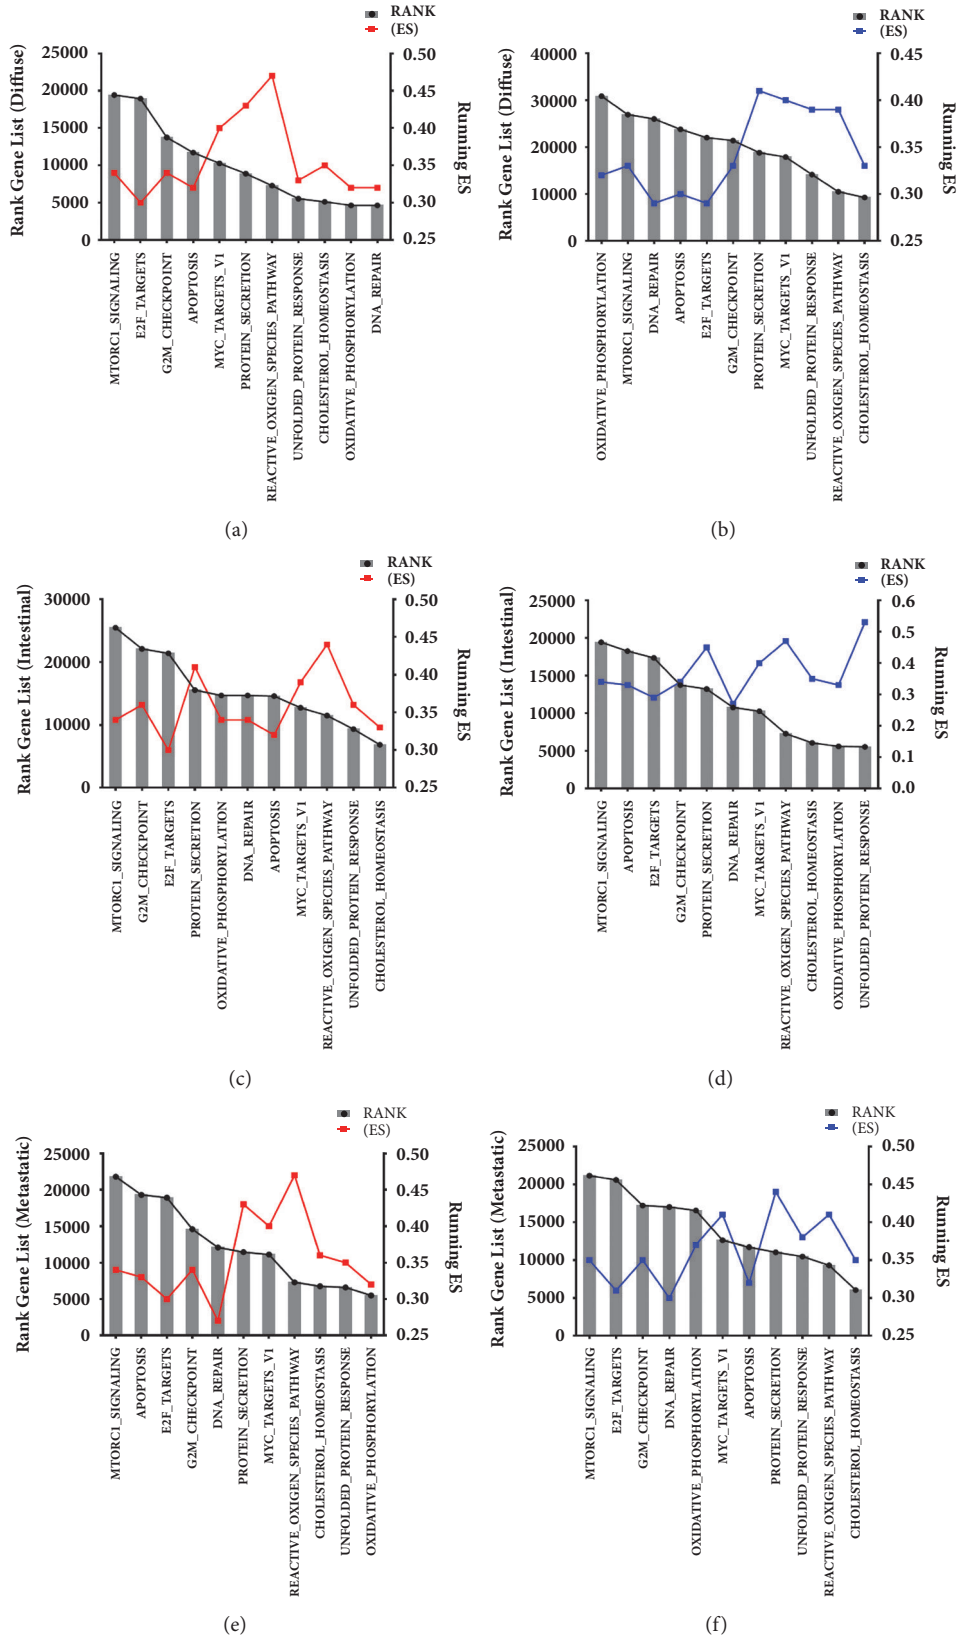 RANK
(ES)
Rank Gene List (Diffuse)
25000
20000
15000
10000
5000
0
0.50
0.45
0.40
0.35
0.30
0.25
Running ES
MTORC1_SIGNALING
E2F_TARGETS
G2M_CHECKPOINT
APOPTOSIS
MYC_TARGETS_V1
PROTEIN_SECRETION
REACTIVE_OXIGEN_SPECIES_PATHWAY
UNFOLDED_PROTEIN_RESPONSE
CHOLESTEROL_HOMEOSTASIS
OXIDATIVE_PHOSPHORYLATION
DNA_REPAIR
(a)
RANK
(ES)
Rank Gene List (Diffuse)
40000
30000
20000
10000
0
0.45
0.40
0.35
0.30
0.25
Running ES
OXIDATIVE_PHOSPHORYLATION
MTORC1_SIGNALING
DNA_REPAIR
APOPTOSIS
E2F_TARGETS
G2M_CHECKPOINT
PROTEIN_SECRETION
MYC_TARGETS_V1
UNFOLDED_PROTEIN_RESPONSE
REACTIVE_OXIGEN_SPECIES_PATHWAY
CHOLESTEROL_HOMEOSTASIS
(b)
RANK
(ES)
Rank Gene List (Intestinal)
30000
20000
10000
0
0.50
0.45
0.40
0.35
0.30
0.25
Running ES
MTORC1_SIGNALING
G2M_CHECKPOINT
E2F_TARGETS
PROTEIN_SECRETION
OXIDATIVE_PHOSPHORYLATION
DNA_REPAIR
APOPTOSIS
MYC_TARGETS_V1
REACTIVE_OXIGEN_SPECIES_PATHWAY
UNFOLDED_PROTEIN_RESPONSE
CHOLESTEROL_HOMEOSTASIS
(c)
RANK
(ES)
Rank Gene List (Intestinal)
25000
20000
15000
10000
5000
0
0.6
0.5
0.4
0.3
0.2
0.1
0.0
Running ES
MTORC1_SIGNALING
APOPTOSIS
E2F_TARGETS
G2M_CHECKPOINT
PROTEIN_SECRETION
DNA_REPAIR
MYC_TARGETS_V1
REACTIVE_OXIGEN_SPECIES_PATHWAY
CHOLESTEROL_HOMEOSTASIS
OXIDATIVE_PHOSPHORYLATION
UNFOLDED_PROTEIN_RESPONSE
(d)
RANK
(ES)
Rank Gene List (Metastatic)
25000
20000
15000
10000
5000
0
0.50
0.45
0.40
0.35
0.30
0.25
Running ES
MTORC1_SIGNALING
APOPTOSIS
E2F_TARGETS
G2M_CHECKPOINT
DNA_REPAIR
PROTEIN_SECRETION
MYC_TARGETS_V1
REACTIVE_OXIGEN_SPECIES_PATHWAY
CHOLESTEROL_HOMEOSTASIS
UNFOLDED_PROTEIN_RESPONSE
OXIDATIVE_PHOSPHORYLATION
(e)
RANK
(ES)
Rank Gene List (Metastatic)
25000
20000
15000
10000
5000
0
0.50
0.45
0.40
0.35
0.30
0.25
Running ES
MTORC1_SIGNALING
E2F_TARGETS
G2M_CHECKPOINT
DNA_REPAIR
OXIDATIVE_PHOSPHORYLATION
MYC_TARGETS_V1
APOPTOSIS
PROTEIN_SECRETION
UNFOLDED_PROTEIN_RESPONSE
REACTIVE_OXIGEN_SPECIES_PATHWAY
CHOLESTEROL_HOMEOSTASIS
(f)